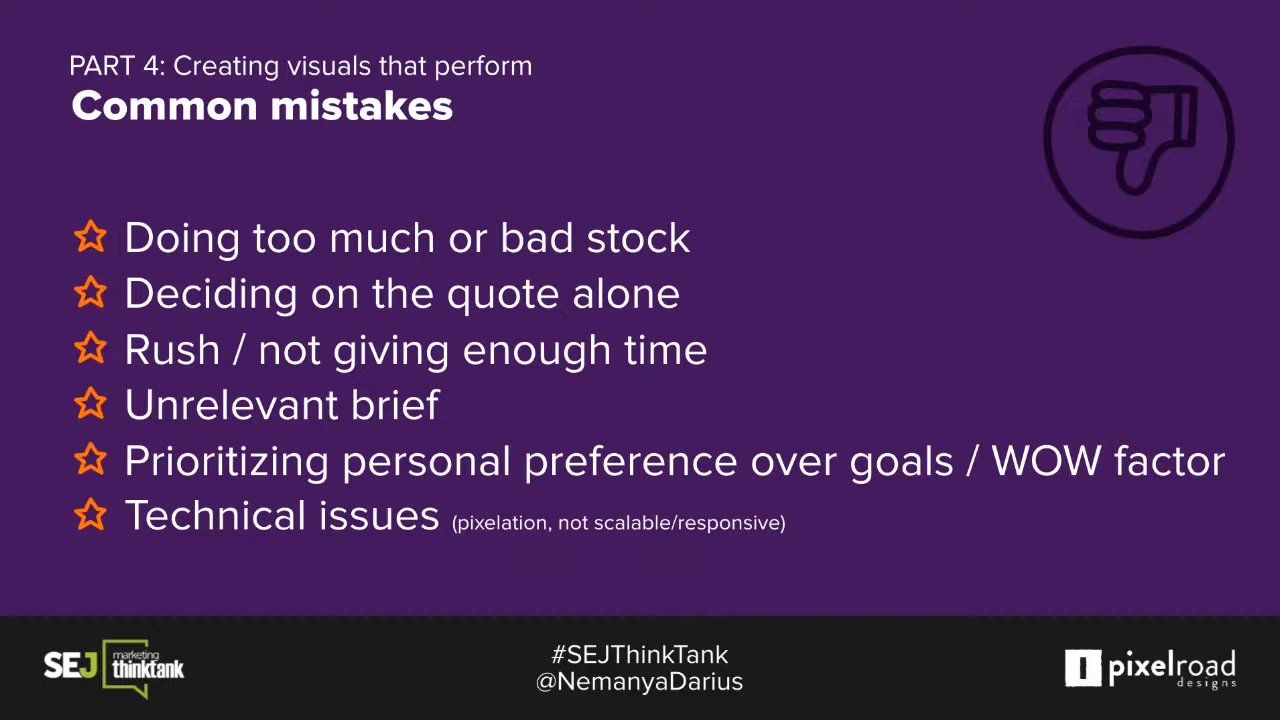 PART 4: Creating visuals that perform
Common mistakes
Doing too much or bad stock
Deciding on the quote alone
Rush / not giving enough time
Unrelevant brief
Prioritizing personal preference over goals / WOW factor
Technical issues (pixelation, not scalable/responsive)
SEJ marketing thinktank
#SEJThinkTank
@NemanyaDarius
pixelroad
designs